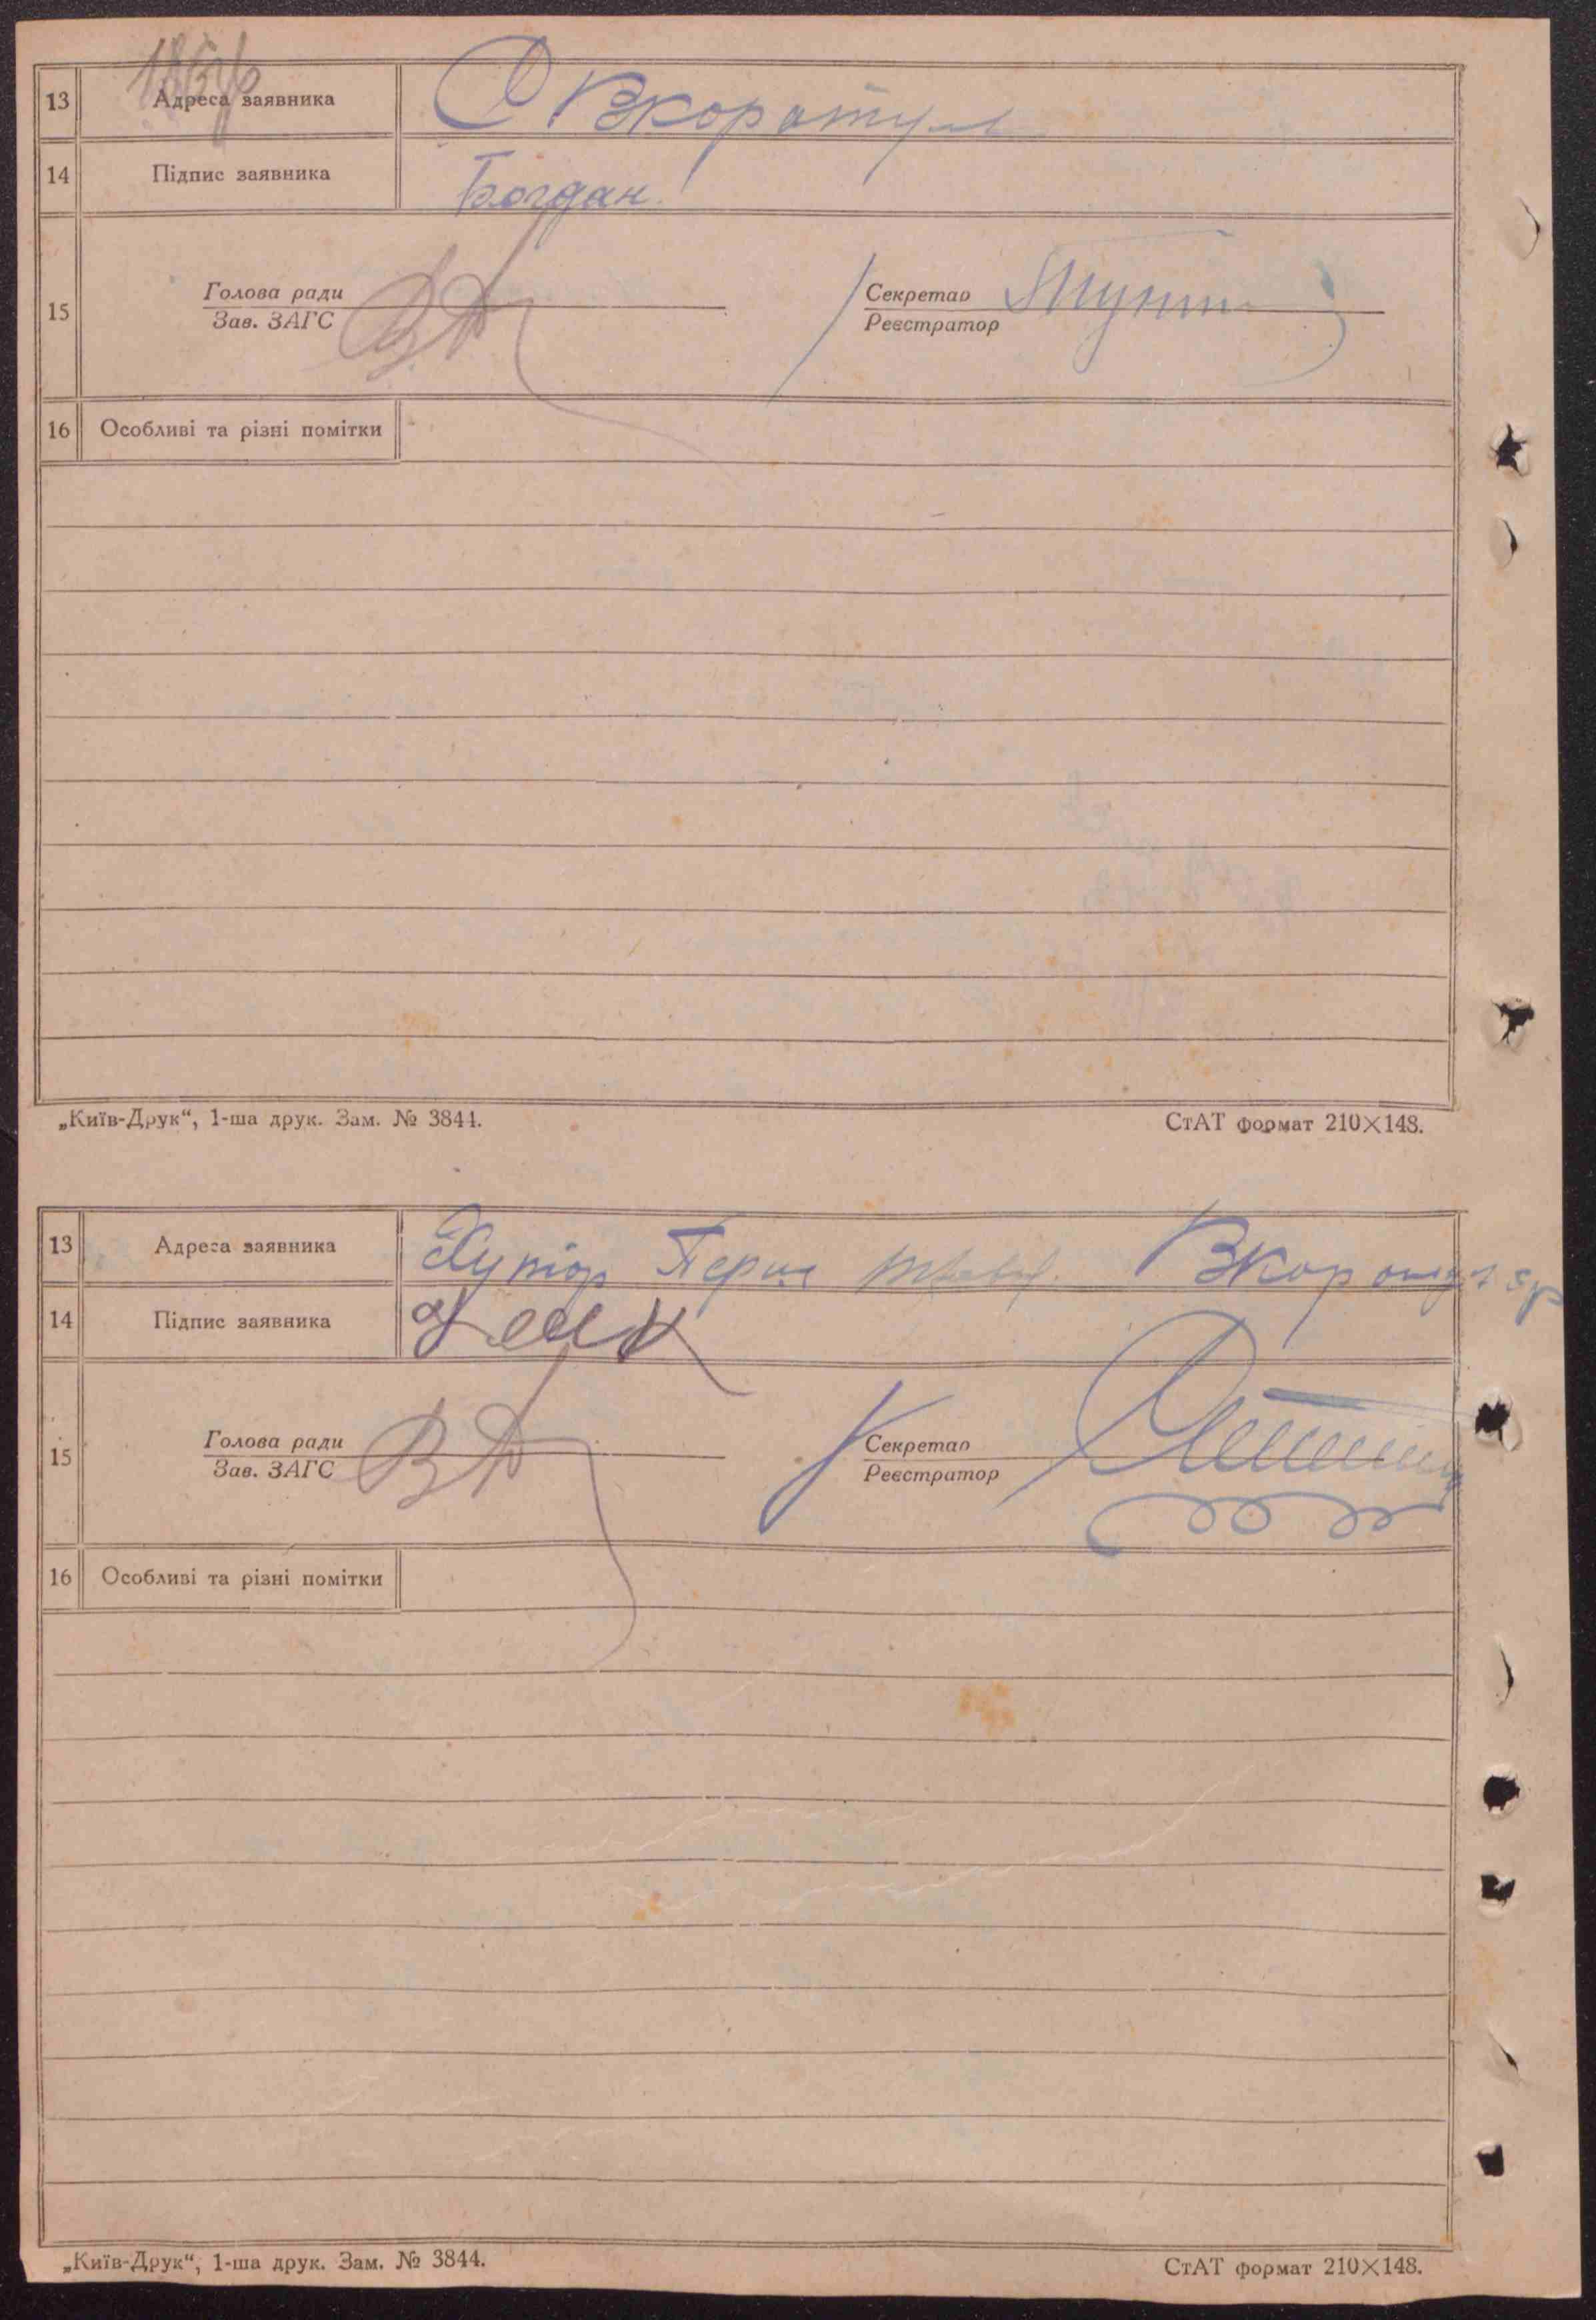 13 Адреса заявника С Вкоротул
14 Підпис заявника Богдан
15 Голова ради Секретар
Зав. ЗАГС Реєстратор
16 Особливі та різні помітки
„Київ-Друк“, 1-ша друк. Зам. № 3844. СтАТ формат 210×148.
13 Адреса заявника Хутір Перше
14 Підпис заявника
15 Голова ради Секретар
Зав. ЗАГС Реєстратор
16 Особливі та різні помітки
„Київ-Друк“, 1-ша друк. Зам. № 3844. СтАТ формат 210×148.